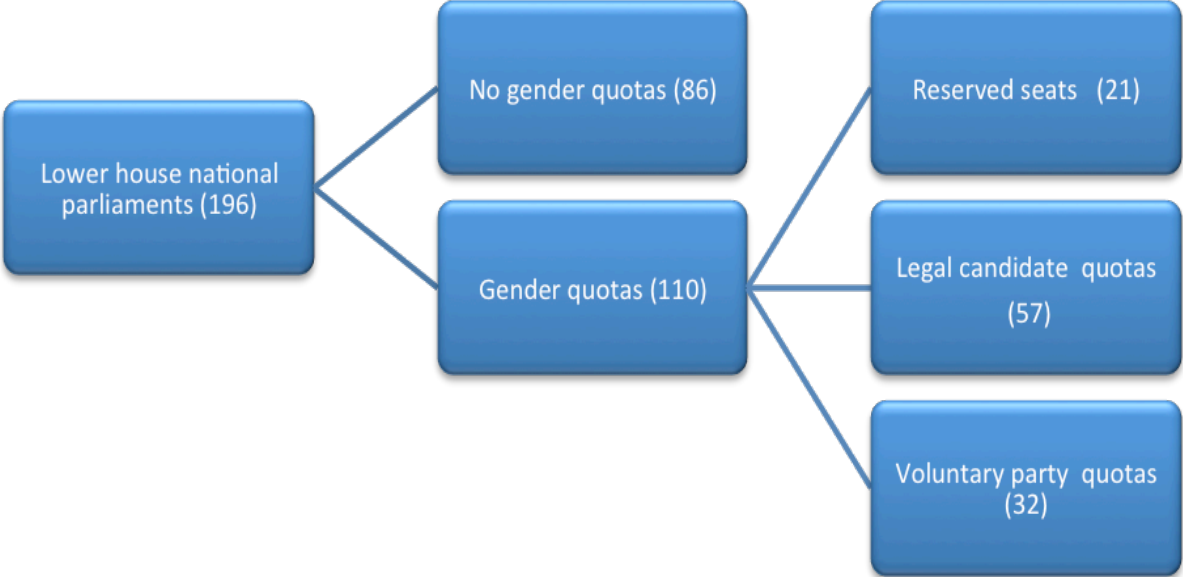 Lower house national
parliaments (196)
No gender quotas (86)
Gender quotas (110)
Reserved seats (21)
Legal candidate quotas
(57)
Voluntary party quotas
(32)